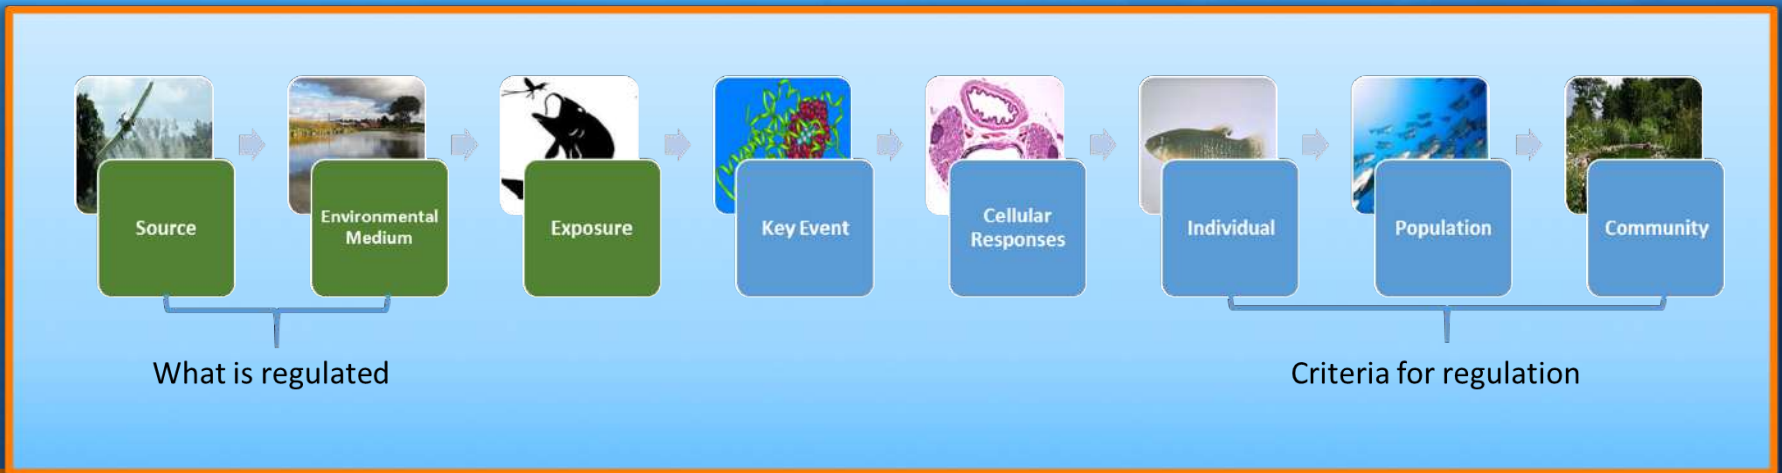 Source
Environmental
Medium
Exposure
Key Event
Cellular
Responses
Individual
Population
Community
What is regulated
Criteria for regulation